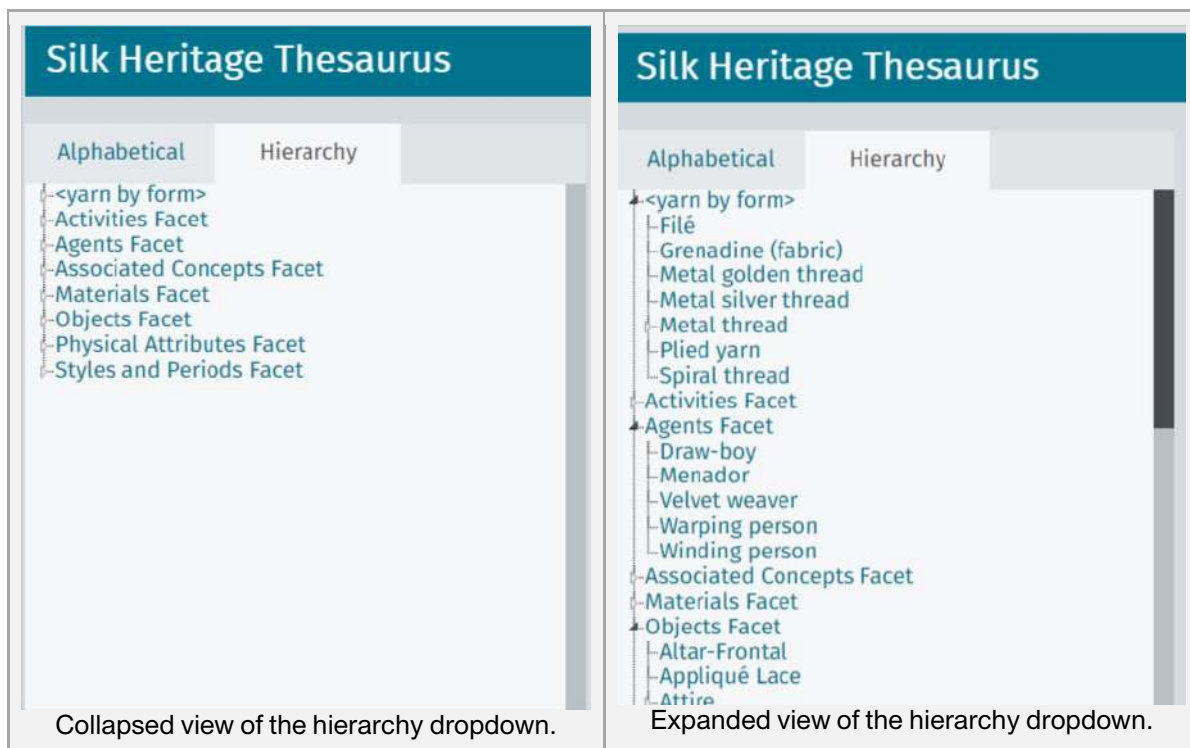 Silk Heritage Thesaurus
Alphabetical Hierarchy
<yarn by form>
Activities Facet
Agents Facet
Associated Concepts Facet
Materials Facet
Objects Facet
Physical Attributes Facet
Styles and Periods Facet
Collapsed view of the hierarchy dropdown.
Silk Heritage Thesaurus
Alphabetical Hierarchy
<yarn by form>
Filé
Grenadine (fabric)
Metal golden thread
Metal silver thread
Metal thread
Plied yarn
Spiral thread
Activities Facet
Agents Facet
Draw-boy
Menador
Velvet weaver
Warping person
Winding person
Associated Concepts Facet
Materials Facet
Objects Facet
Altar-Frontal
Appliqué Lace
Attire
Expanded view of the hierarchy dropdown.